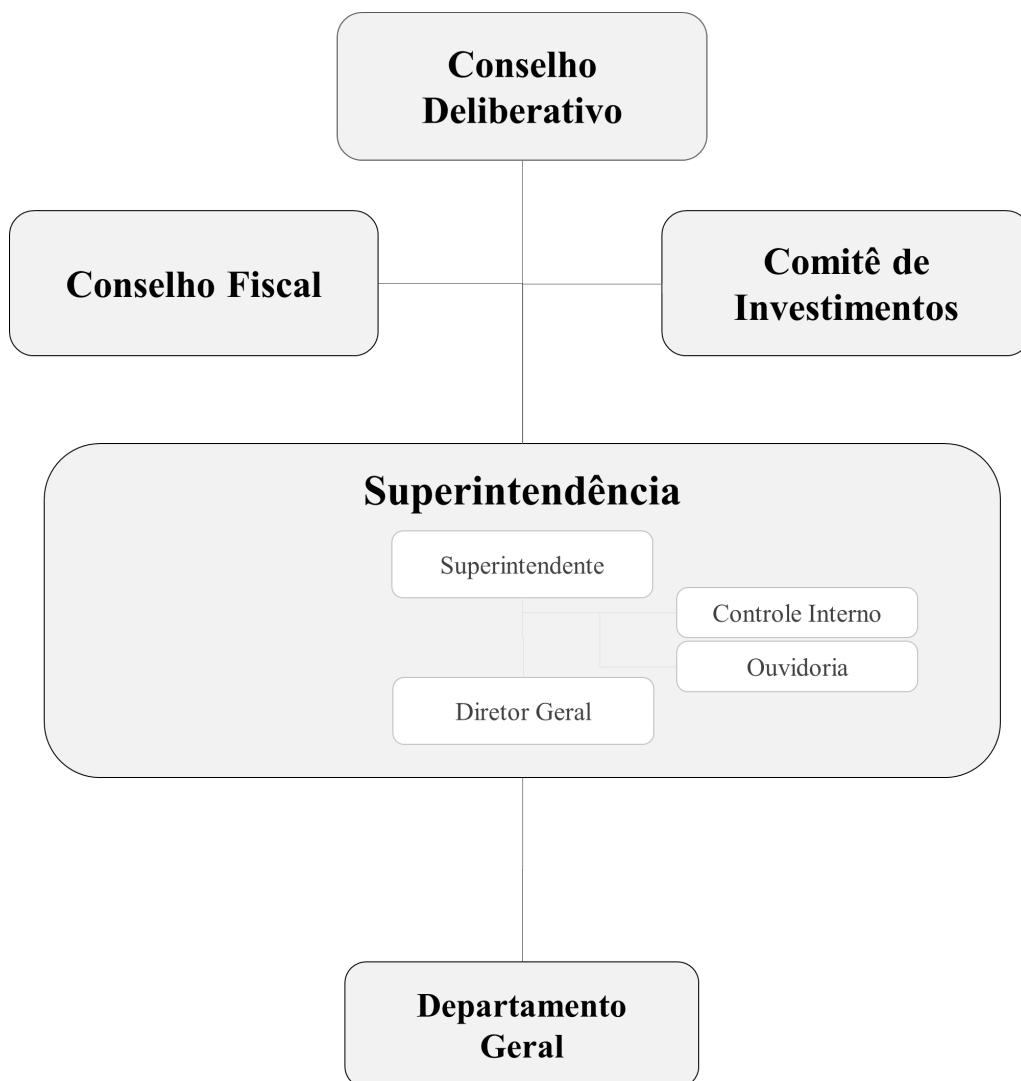 Conselho
Deliberativo
Conselho Fiscal
Comitê de
Investimentos
Superintendência
Superintendente
Controle Interno
Ouvidoria
Diretor Geral
Departamento
Geral